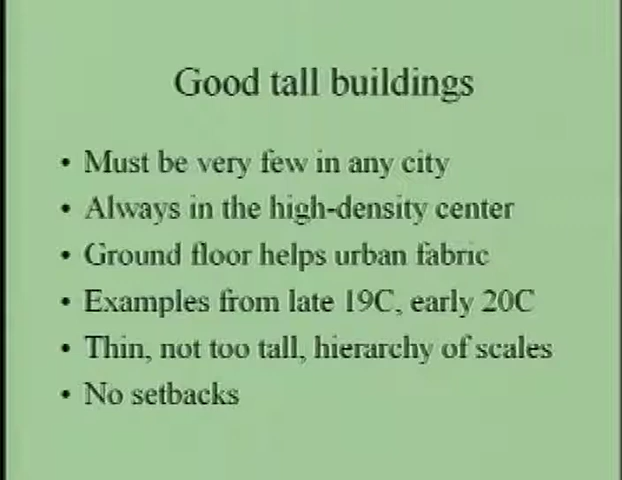 Good tall buildings
• Must be very few in any city
• Always in the high-density center
• Ground floor helps urban fabric
• Examples from late 19C, early 20C
• Thin, not too tall, hierarchy of scales
• No setbacks